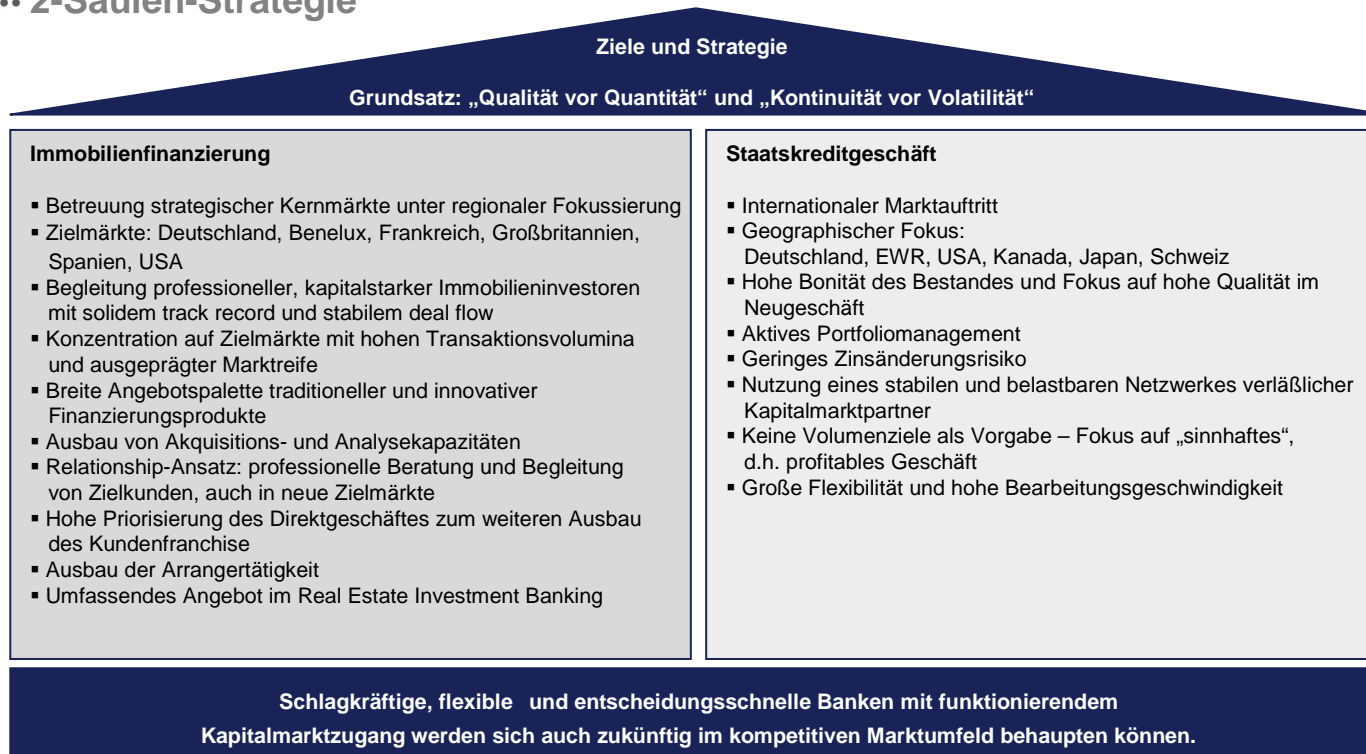 2-Säulen-Strategie
Ziele und Strategie
Grundsatz: „Qualität vor Quantität“ und „Kontinuität vor Volatilität“
Immobilienfinanzierung
▪ Betreuung strategischer Kernmärkte unter regionaler Fokussierung
▪ Zielmärkte: Deutschland, Benelux, Frankreich, Großbritannien,
Spanien, USA
▪ Begleitung professioneller, kapitalstarker Immobilieninvestoren
mit solidem track record und stabilem deal flow
▪ Konzentration auf Zielmärkte mit hohen Transaktionsvolumina
und ausgeprägter Marktreife
▪ Breite Angebotspalette traditioneller und innovativer
Finanzierungsprodukte
▪ Ausbau von Akquisitions- und Analysekapazitäten
▪ Relationship-Ansatz: professionelle Beratung und Begleitung
von Zielkunden, auch in neue Zielmärkte
▪ Hohe Priorisierung des Direktgeschäftes zum weiteren Ausbau
des Kundenfranchise
▪ Ausbau der Arrangertätigkeit
▪ Umfassendes Angebot im Real Estate Investment Banking
Staatskreditgeschäft
▪ Internationaler Marktauftritt
▪ Geographischer Fokus:
Deutschland, EWR, USA, Kanada, Japan, Schweiz
▪ Hohe Bonität des Bestandes und Fokus auf hohe Qualität im
Neugeschäft
▪ Aktives Portfoliomanagement
▪ Geringes Zinsänderungsrisiko
▪ Nutzung eines stabilen und belastbaren Netzwerkes verläßlicher
Kapitalmarktpartner
▪ Keine Volumenziele als Vorgabe – Fokus auf „sinnhaftes“,
d.h. profitables Geschäft
▪ Große Flexibilität und hohe Bearbeitungsgeschwindigkeit
Schlagkräftige, flexible und entscheidungsschnelle Banken mit funktionierendem
Kapitalmarktzugang werden sich auch zukünftig im kompetitiven Marktumfeld behaupten können.